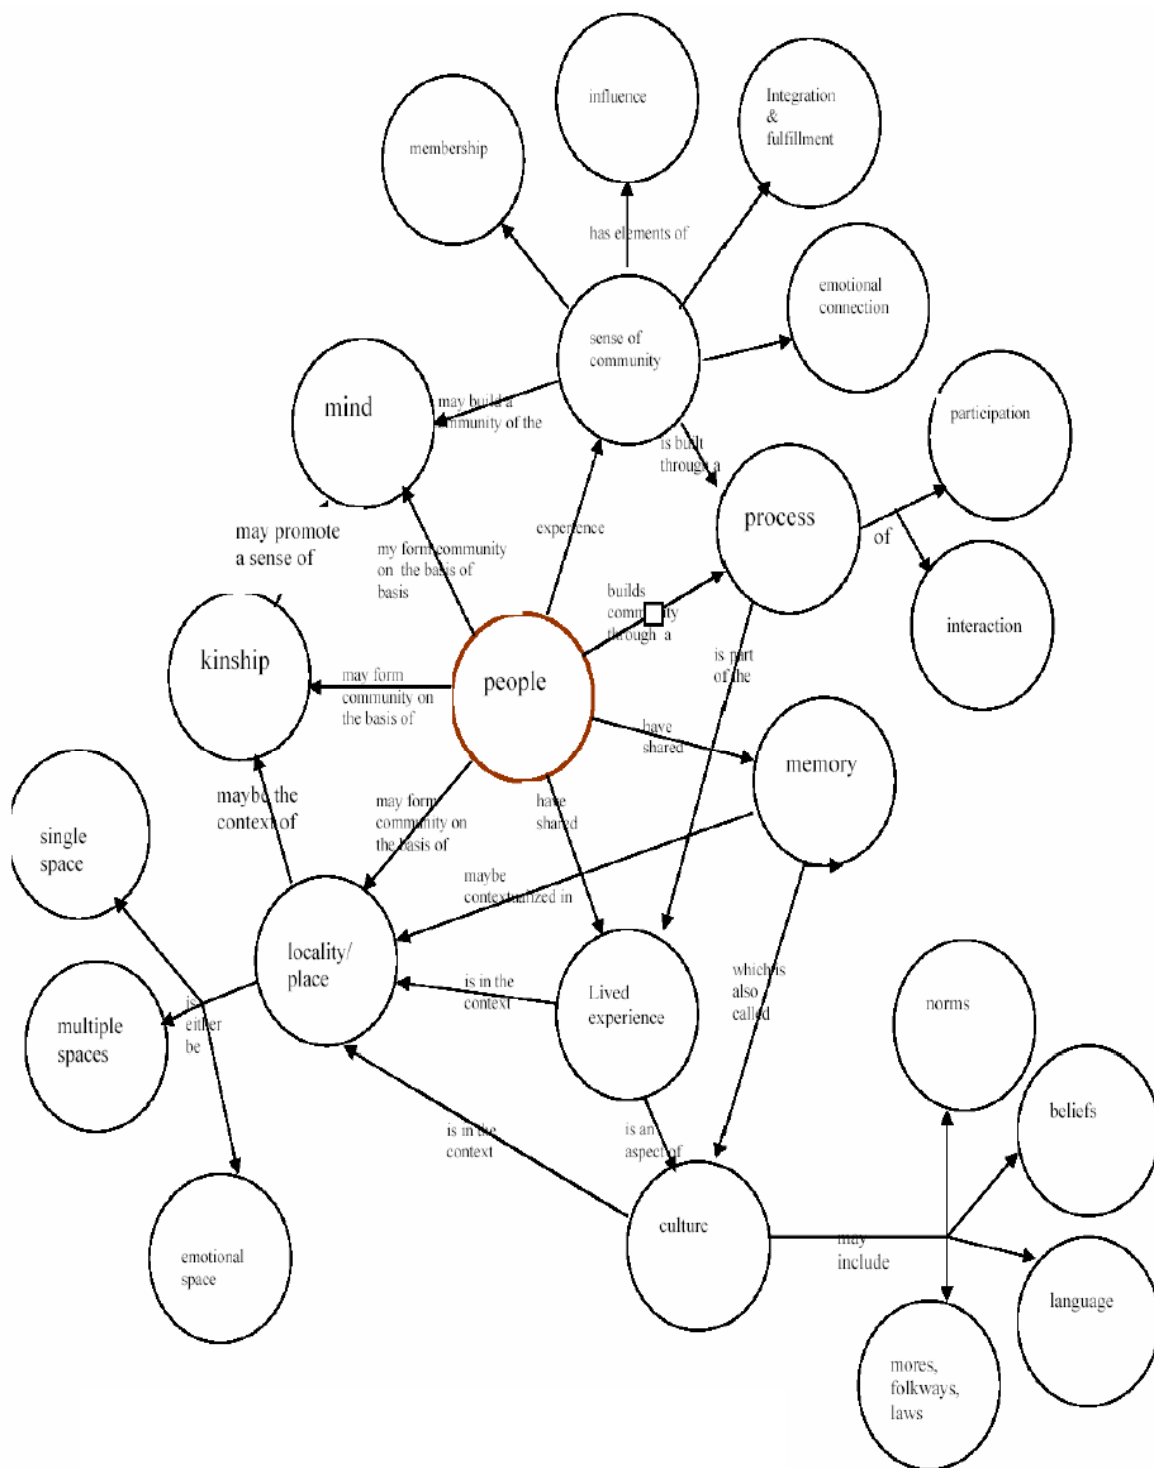 influence
Integration
&
fulfillment
membership
has elements of
emotional
connection
sense of
community
mind
may build a
mmunity of the
participation
is built
through a
process
of
may promote
a sense of
experience
my form community
on the basis of
basis
builds
community
through a
interaction
kinship
people
is part
of the
may form
community on
the basis of
have
shared
memory
maybe the
context of
may form
community on
the basis of
have
shared
single
space
maybe
contextualized in
locality/
place
is in the
context
Lived
experience
which is
also
called
norms
multiple
spaces
is
either
be
is in the
context
is an
aspect of
beliefs
culture
may
include
emotional
space
language
mores,
folkways,
laws